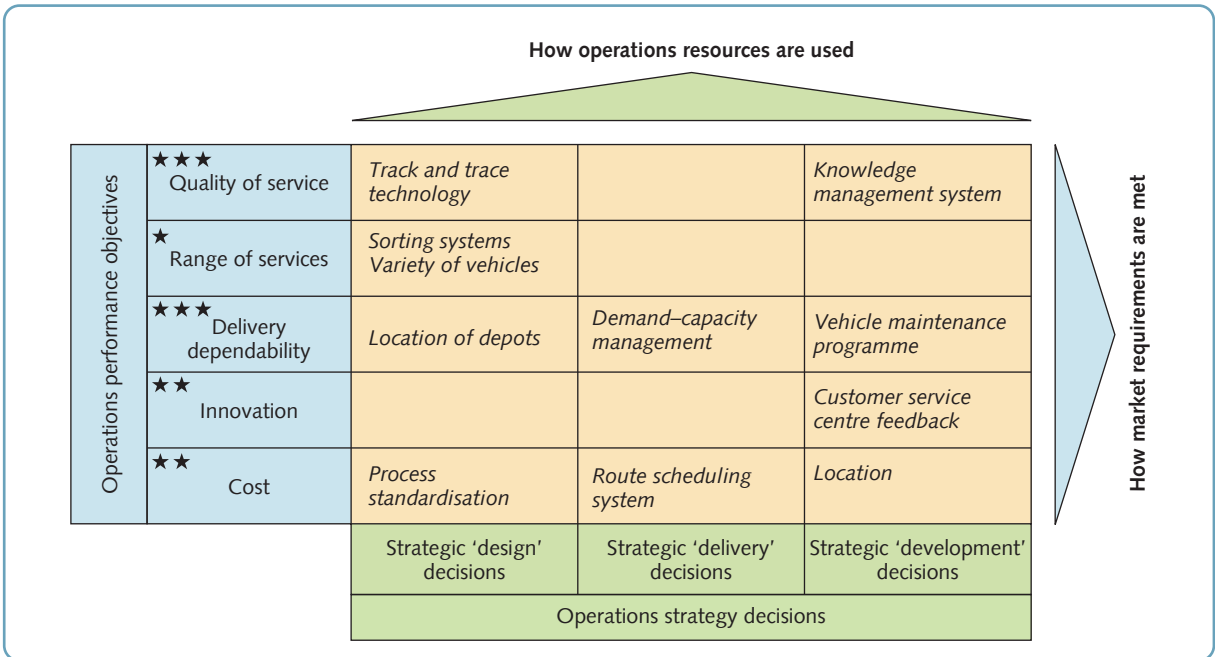 How operations resources are used
Operations performance objectives
★★★
Quality of service
Track and trace
technology
Knowledge
management system
★
Range of services
Sorting systems
Variety of vehicles
★★★
Delivery
dependability
Location of depots
Demand–capacity
management
Vehicle maintenance
programme
★★
Innovation
Customer service
centre feedback
★★
Cost
Process
standardisation
Route scheduling
system
Location
How market requirements are met
Strategic ‘design’
decisions
Strategic ‘delivery’
decisions
Strategic ‘development’
decisions
Operations strategy decisions